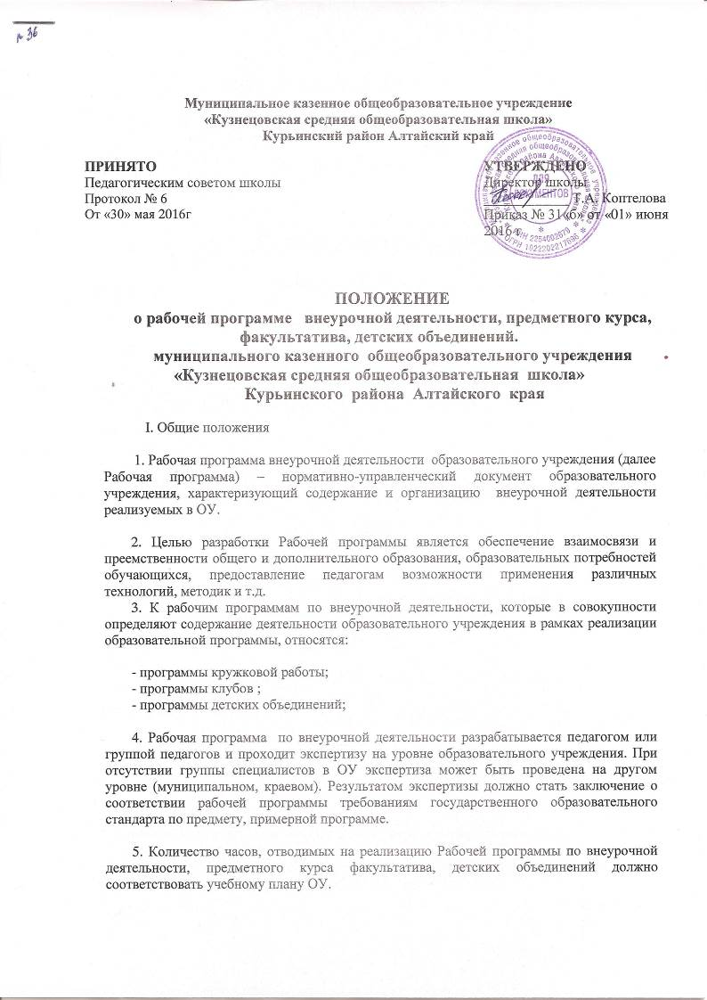 № 36
Муниципальное казенное общеобразовательное учреждение
«Кузнецовская средняя общеобразовательная школа»
Курьинский район Алтайский край
ПРИНЯТО
Педагогическим советом школы
Протокол № 6
От «30» мая 2016г
УТВЕРЖДЕНО
Директор школы
Т.А. Коптелова
Приказ № 31«б» от «01» июня
2016 г
ДЛЯ
ДОКУМЕНТОВ
ИНН 2254002670
ОГРН 1022202217696
ПОЛОЖЕНИЕ
о рабочей программе внеурочной деятельности, предметного курса,
факультатива, детских объединений.
муниципального казенного общеобразовательного учреждения
«Кузнецовская средняя общеобразовательная школа»
Курьинского района Алтайского края
I. Общие положения
1. Рабочая программа внеурочной деятельности образовательного учреждения (далее
Рабочая программа) – нормативно-управленческий документ образовательного
учреждения, характеризующий содержание и организацию внеурочной деятельности
реализуемых в ОУ.
2. Целью разработки Рабочей программы является обеспечение взаимосвязи и
преемственности общего и дополнительного образования, образовательных потребностей
обучающихся, предоставление педагогам возможности применения различных
технологий, методик и т.д.
3. К рабочим программам по внеурочной деятельности, которые в совокупности
определяют содержание деятельности образовательного учреждения в рамках реализации
образовательной программы, относятся:
- программы кружковой работы;
- программы клубов ;
- программы детских объединений;
4. Рабочая программа по внеурочной деятельности разрабатывается педагогом или
группой педагогов и проходит экспертизу на уровне образовательного учреждения. При
отсутствии группы специалистов в ОУ экспертиза может быть проведена на другом
уровне (муниципальном, краевом). Результатом экспертизы должно стать заключение о
соответствии рабочей программы требованиям государственного образовательного
стандарта по предмету, примерной программе.
5. Количество часов, отводимых на реализацию Рабочей программы по внеурочной
деятельности, предметного курса факультатива, детских объединений должно
соответствовать учебному плану ОУ.